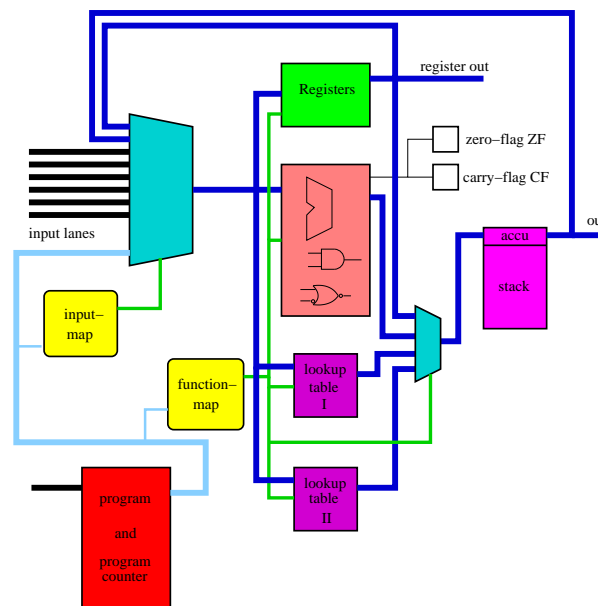 register out
Registers
zero–flag ZF
carry–flag CF
input lanes
accu
ou
stack
input–
map
function–
map
lookup
table
I
lookup
table
II
program
and
program
counter